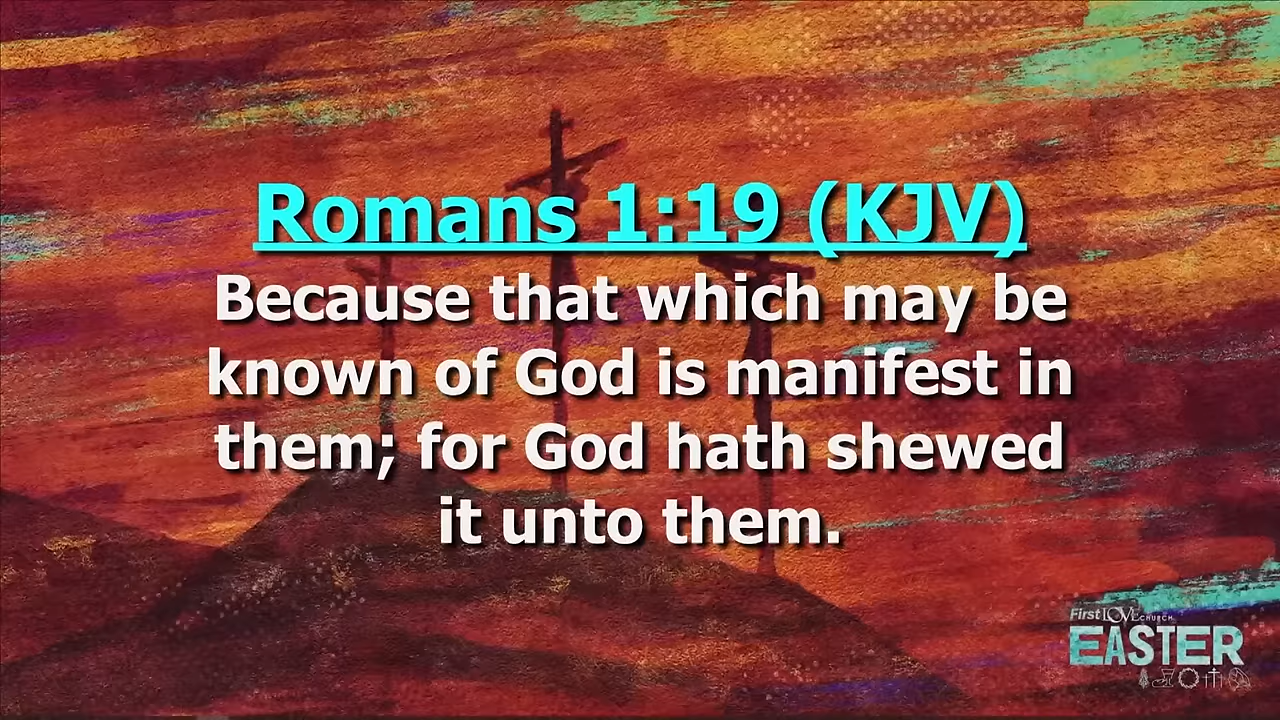 Romans 1:19 (KJV)
Because that which may be
known of God is manifest in
them; for God hath shewed
it unto them.
First LOVE CHURCH
EASTER